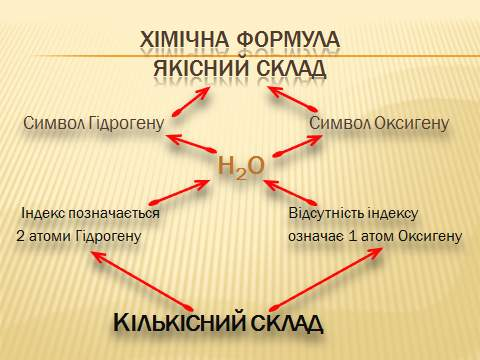 ХІМІЧНА ФОРМУЛА
ЯКІСНИЙ СКЛАД
Символ Гідрогену
Символ Оксигену
H₂O
Індекс позначається
2 атоми Гідрогену
Відсутність індексу
означає 1 атом Оксигену
КІЛЬКІСНИЙ СКЛАД